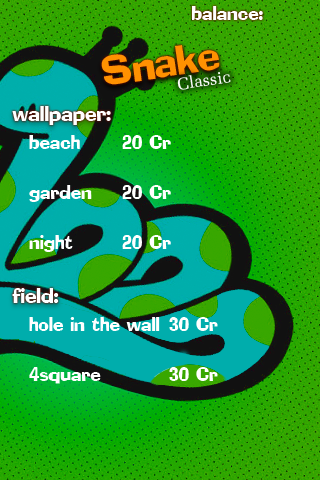 balance:
Snake
Classic
wallpaper:
beach 20 Cr
garden 20 Cr
night 20 Cr
field:
hole in the wall 30 Cr
4square 30 Cr